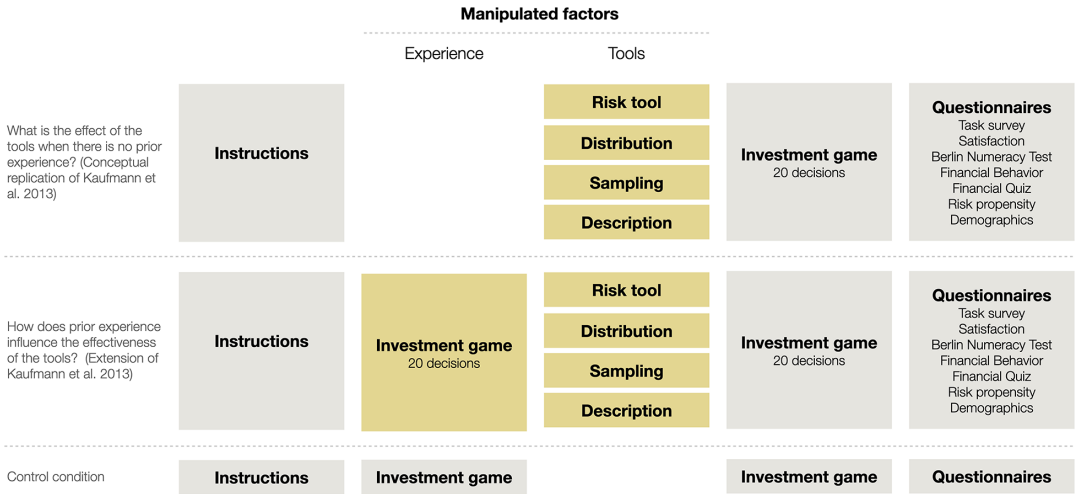 Manipulated factors
Experience
Tools
What is the effect of the
tools when there is no prior
experience? (Conceptual
replication of Kaufmann et
al. 2013)
Instructions
Risk tool
Distribution
Sampling
Description
Investment game
20 decisions
Questionnaires
Task survey
Satisfaction
Berlin Numeracy Test
Financial Behavior
Financial Quiz
Risk propensity
Demographics
How does prior experience
influence the effectiveness
of the tools? (Extension of
Kaufmann et al. 2013)
Instructions
Investment game
20 decisions
Risk tool
Distribution
Sampling
Description
Investment game
20 decisions
Questionnaires
Task survey
Satisfaction
Berlin Numeracy Test
Financial Behavior
Financial Quiz
Risk propensity
Demographics
Control condition
Instructions
Investment game
Investment game
Questionnaires